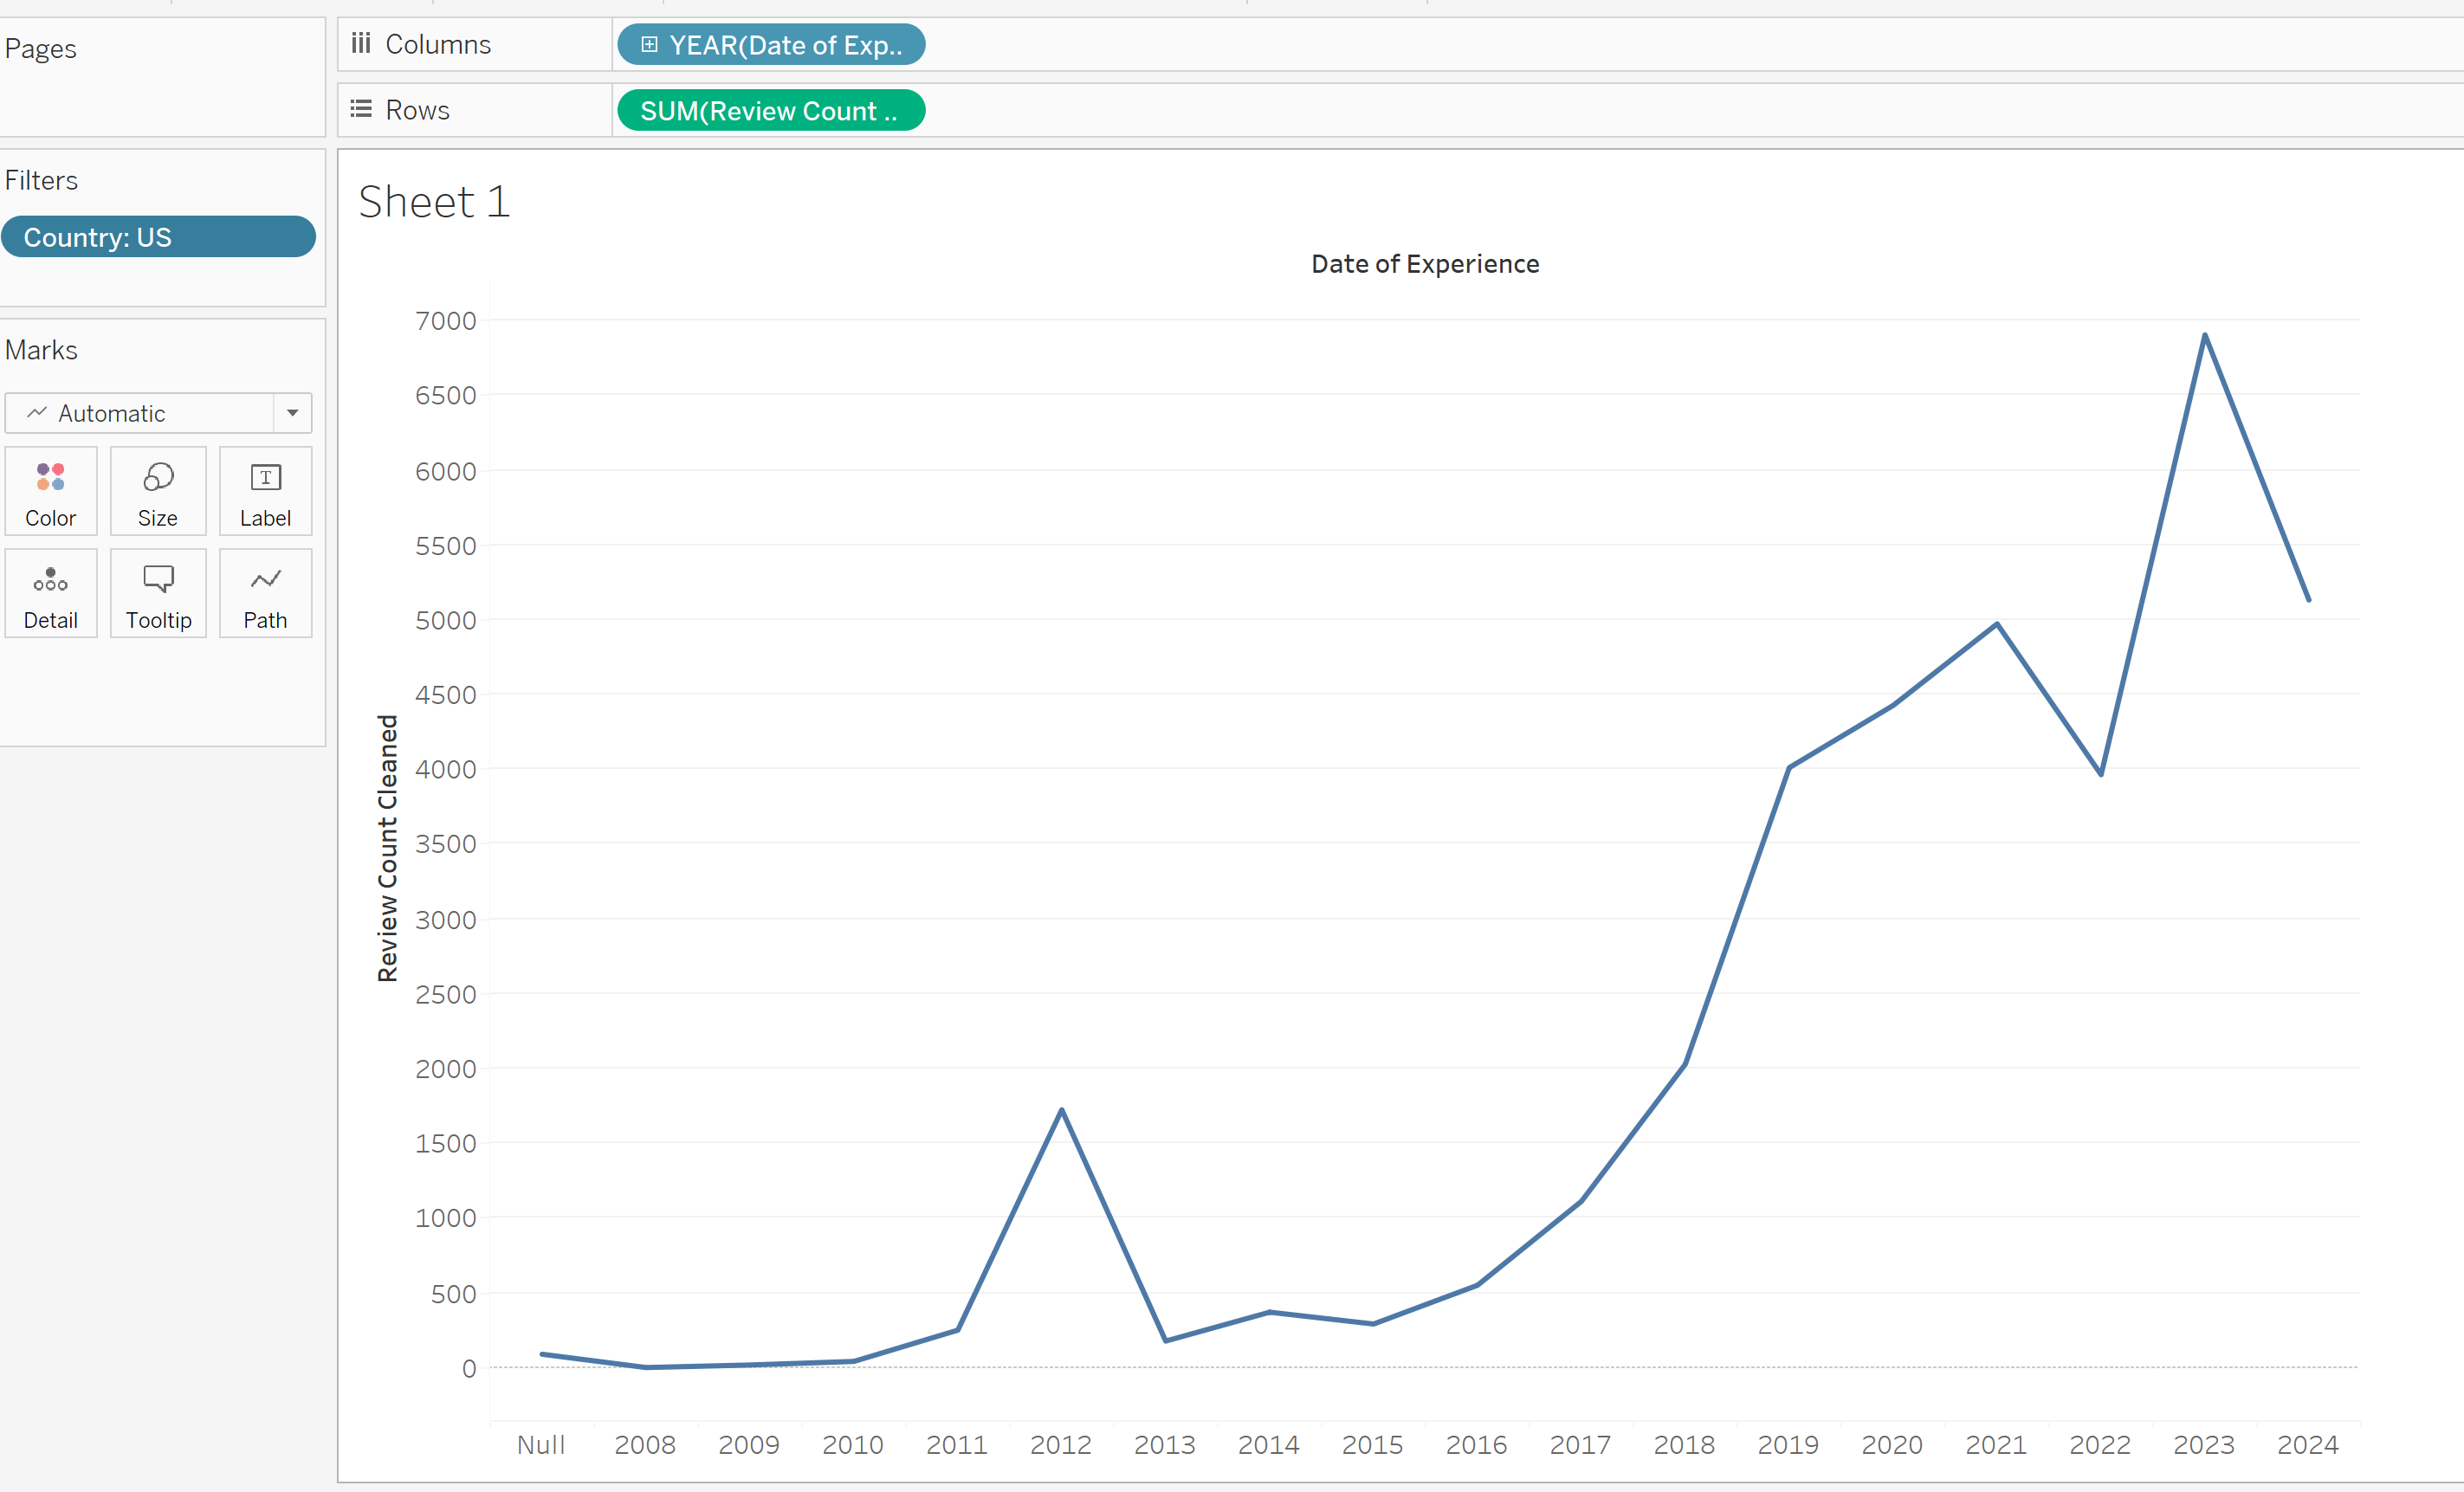 Pages
Columns
YEAR(Date of Exp..
Rows
SUM(Review Count ..
Filters
Country: US
Marks
Automatic
Color
Size
T
Label
Detail
Tooltip
Path
Sheet 1
Date of Experience
7000
6500
6000
5500
5000
4500
4000
3500
3000
2500
2000
1500
1000
500
0
Review Count Cleaned
Null 2008 2009 2010 2011 2012 2013 2014 2015 2016 2017 2018 2019 2020 2021 2022 2023 2024